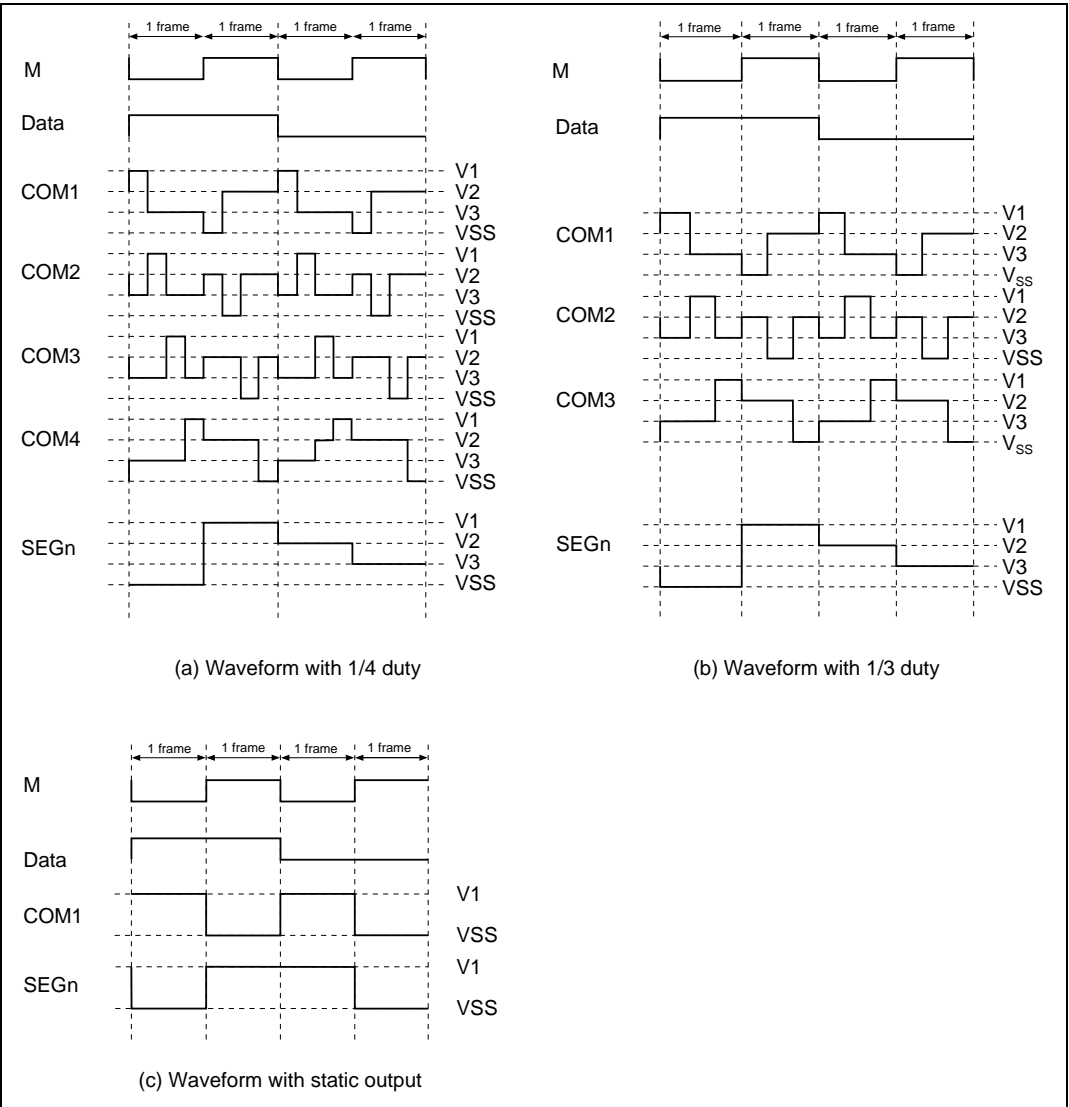 1 frame 1 frame 1 frame 1 frame
M
Data
COM1
V1
V2
V3
VSS
COM2
V1
V2
V3
VSS
COM3
V1
V2
V3
VSS
COM4
V1
V2
V3
VSS
SEGn
V1
V2
V3
VSS
(a) Waveform with 1/4 duty
1 frame 1 frame 1 frame 1 frame
M
Data
COM1
V1
V2
V3
VSS
COM2
V1
V2
V3
VSS
COM3
V1
V2
V3
VSS
SEGn
V1
V2
V3
VSS
(b) Waveform with 1/3 duty
1 frame 1 frame 1 frame 1 frame
M
Data
COM1
V1
VSS
SEGn
V1
VSS
(c) Waveform with static output